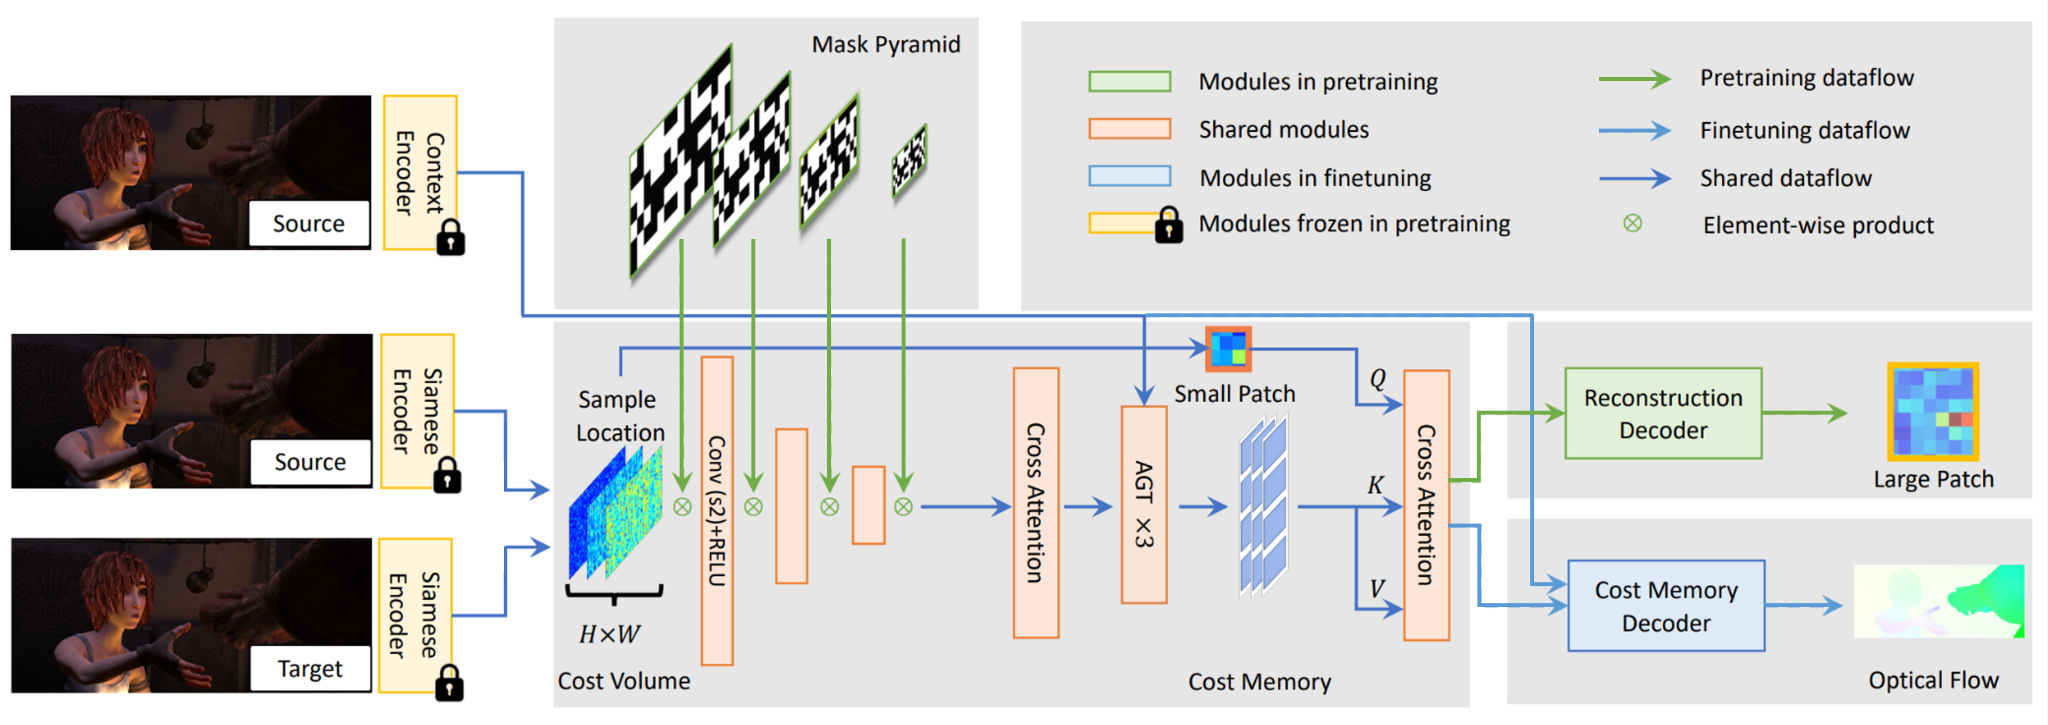 Mask Pyramid
Modules in pretraining
Shared modules
Modules in finetuning
Modules frozen in pretraining
Pretraining dataflow
Finetuning dataflow
Shared dataflow
Element-wise product
Source
Context
Encoder
Source
Siamese
Encoder
Target
Siamese
Encoder
Sample
Location
H×W
Cost Volume
Conv (s2)+RELU
Cross Attention
AGT ×3
Small Patch
Q
K
V
Cross Attention
Cost Memory
Reconstruction
Decoder
Large Patch
Cost Memory
Decoder
Optical Flow